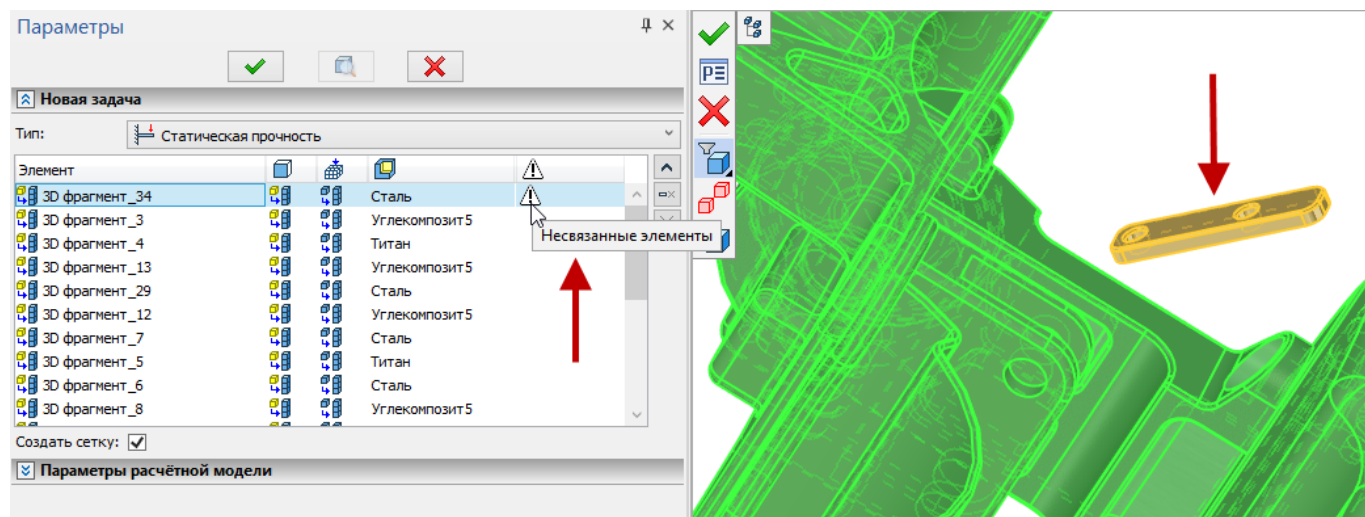 Параметры
Новая задача
Тип: Статическая прочность
Элемент
3D фрагмент_34 Сталь
3D фрагмент_3 Углекомпозит5
Несвязанные элементы
3D фрагмент_4 Титан
3D фрагмент_13 Углекомпозит5
3D фрагмент_29 Сталь
3D фрагмент_12 Углекомпозит5
3D фрагмент_7 Сталь
3D фрагмент_5 Титан
3D фрагмент_6 Сталь
3D фрагмент_8 Углекомпозит5
Создать сетку:
Параметры расчётной модели